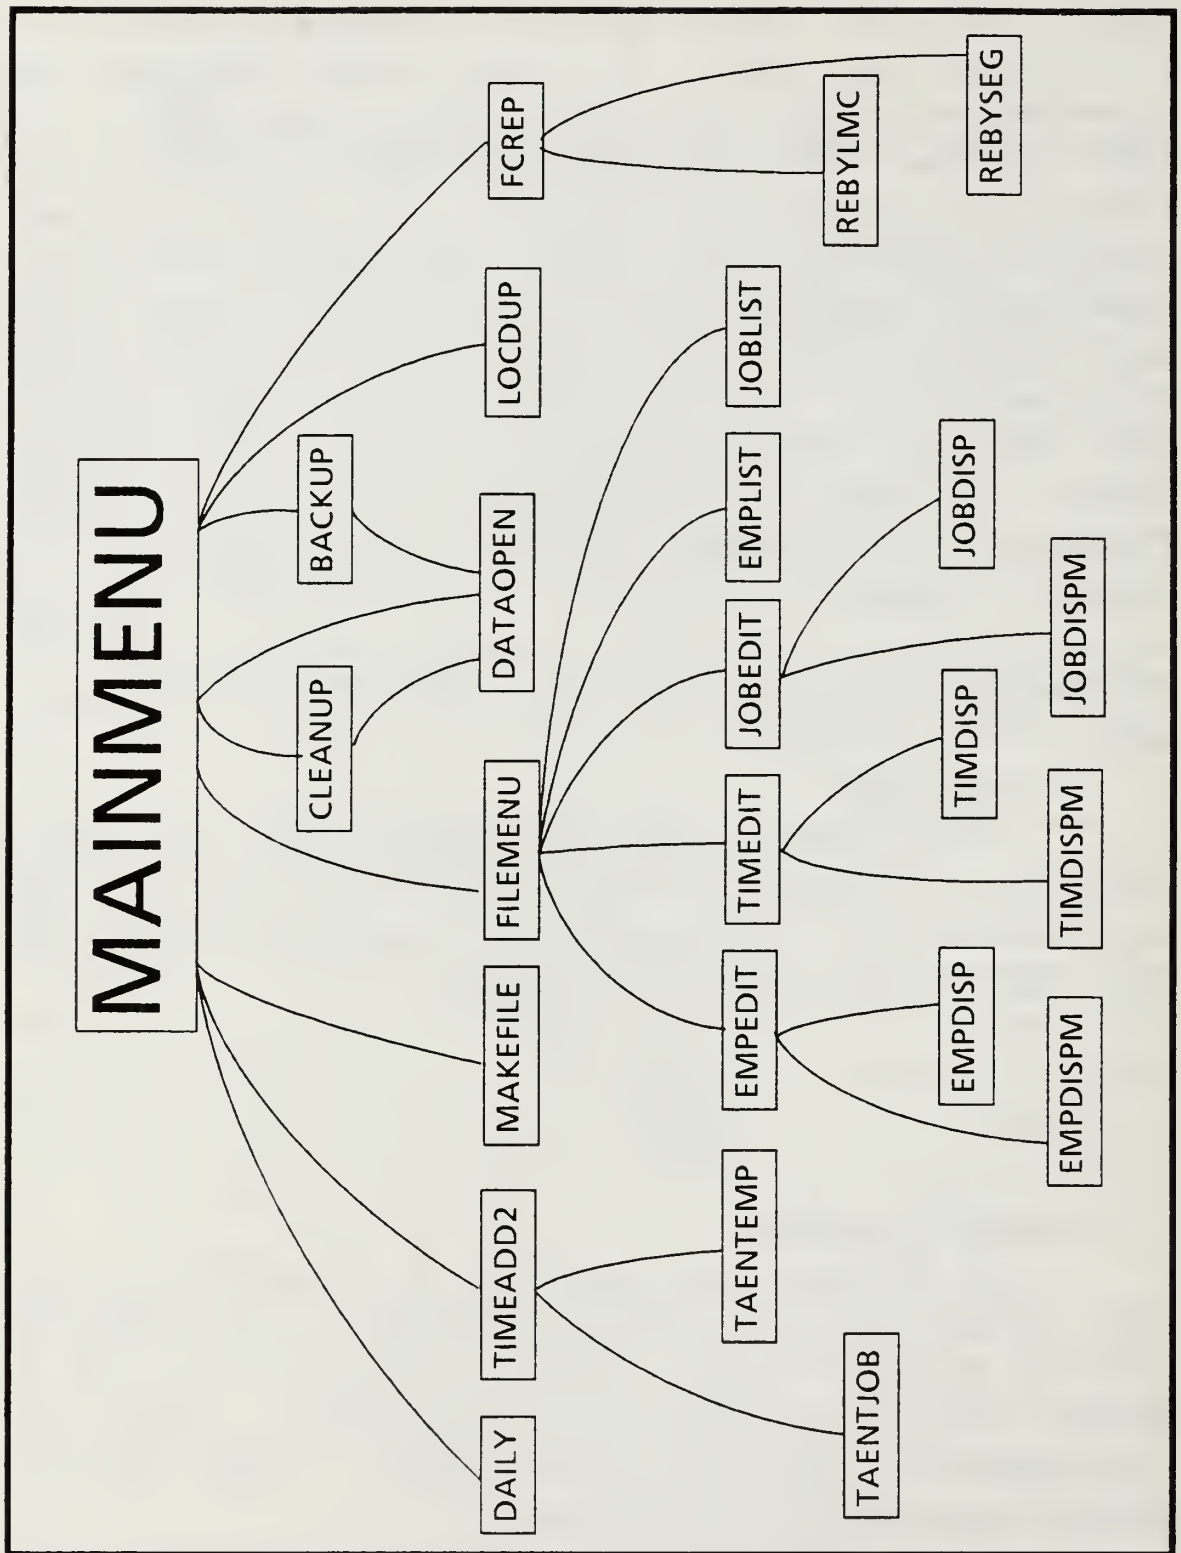 MAINMENU
CLEANUP
BACKUP
DAILY
TIMEADD2
MAKEFILE
FILEMENU
DATAOPEN
LOCDUP
FCREP
TAENTEMP
EMPEDIT
TIMEDIT
JOBEDIT
EMPLIST
JOBLIST
TAENTJOB
REBYLMC
EMPDISP
TIMDISP
JOBDISP
REBYSEG
EMPDISPM
TIMDISPM
JOBDISPM